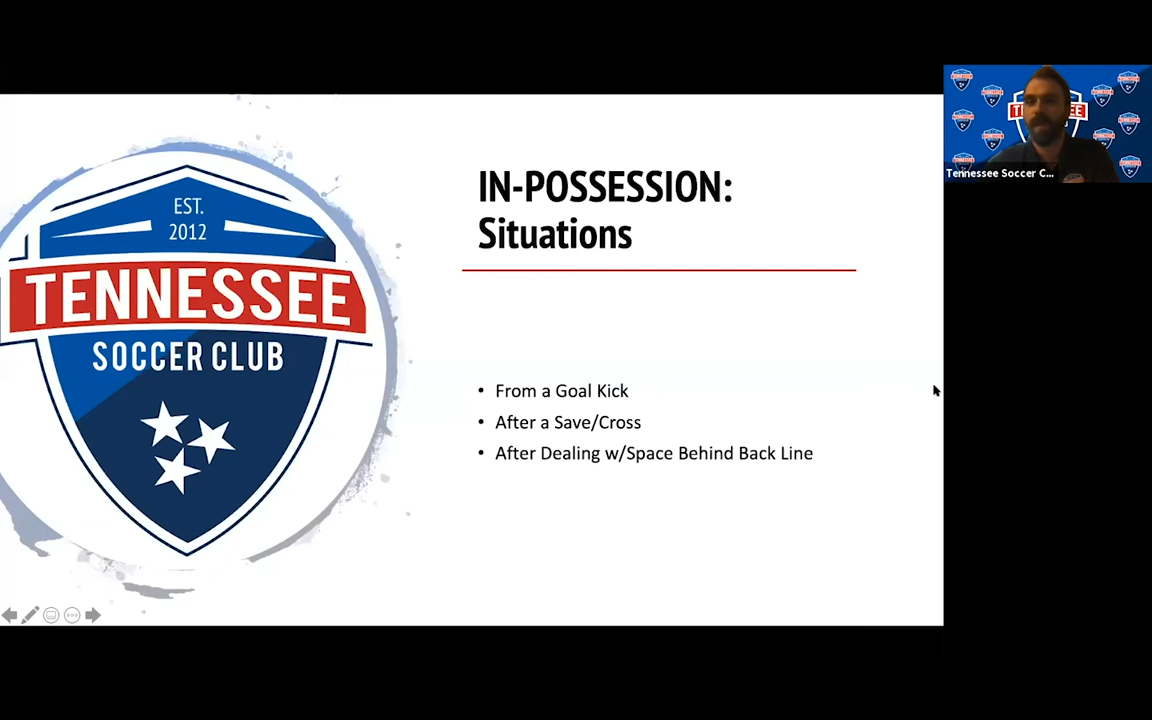 EST.
2012
TENNESSEE
SOCCER CLUB
IN-POSSESSION:
Situations
• From a Goal Kick
• After a Save/Cross
• After Dealing w/Space Behind Back Line
Tennessee Soccer C...